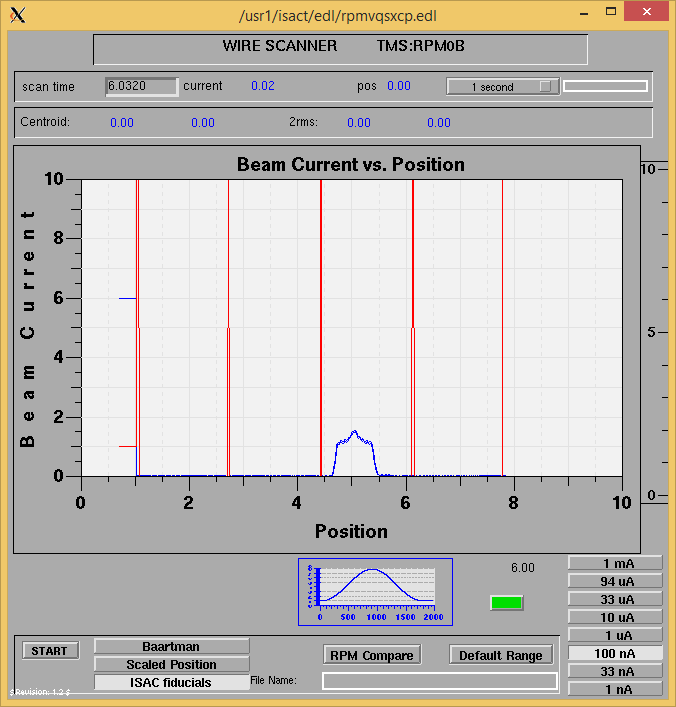 /usr1/isact/edl/rpmvqsxcp.edl
WIRE SCANNER TMS:RPM0B
scan time 6.0320 current 0.02 pos 0.00 1 second
Centroid: 0.00 0.00 2rms: 0.00 0.00
Beam Current vs. Position
Beam Current
10
8
6
4
2
0
0 2 4 6 8 10
Position
10
5
0
8
0 500 1000 1500 2000
6.00
1 mA
94 uA
33 uA
10 uA
1 uA
100 nA
33 nA
1 nA
START
Baartman
Scaled Position
ISAC fiducials
RPM Compare
Default Range
File Name:
$Revision: 1.2 $